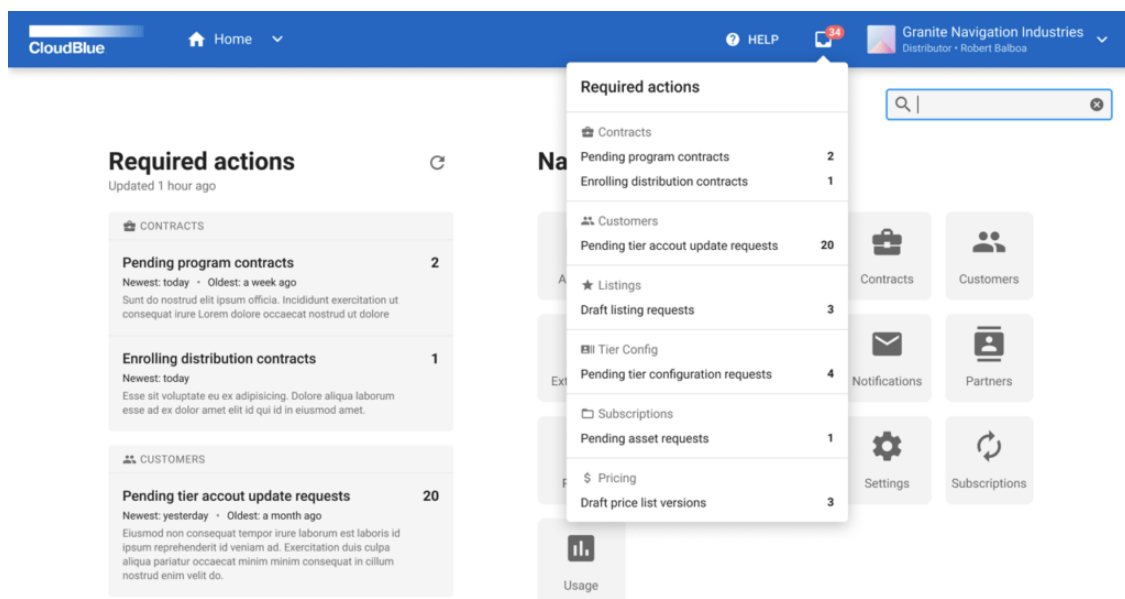 CloudBlue
Home
HELP
34
Granite Navigation Industries
Distributor • Robert Balboa
Required actions
Updated 1 hour ago
CONTRACTS
Pending program contracts 2
Newest: today • Oldest: a week ago
Sunt do nostrud elit ipsum officia. Incididunt exercitation ut
consequat irure Lorem dolore occaecat nostrud ut dolore
Enrolling distribution contracts 1
Newest: today
Esse sit voluptate eu ex adipisicing. Dolore aliqua laborum
esse ad ex dolor amet elit id qui id in eiusmod amet.
CUSTOMERS
Pending tier accout update requests 20
Newest: yesterday • Oldest: a month ago
Eiusmod non consequat tempor irure laborum est laboris id
ipsum reprehenderit id veniam ad. Exercitation duis culpa
aliqua pariatur occaecat minim minim consequat in cillum
nostrud enim velit do.
Required actions
Contracts
Pending program contracts 2
Enrolling distribution contracts 1
Customers
Pending tier accout update requests 20
Listings
Draft listing requests 3
Tier Config
Pending tier configuration requests 4
Subscriptions
Pending asset requests 1
$ Pricing
Draft price list versions 3
Na
A
Contracts
Customers
Ext
Notifications
Partners
Settings
Subscriptions
Usage